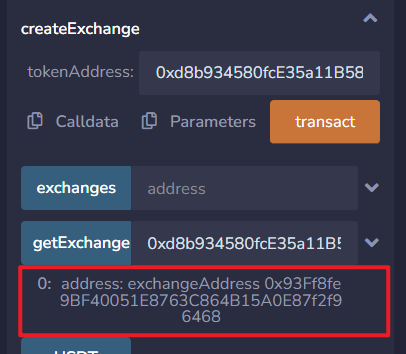 createExchange
tokenAddress: 0xd8b934580fcE35a11B58
Calldata Parameters transact
exchanges address
getExchange 0xd8b934580fcE35a11B5
0: address: exchangeAddress 0x93Ff8fe
9BF40051E8763C864B15A0E87f2f9
6468